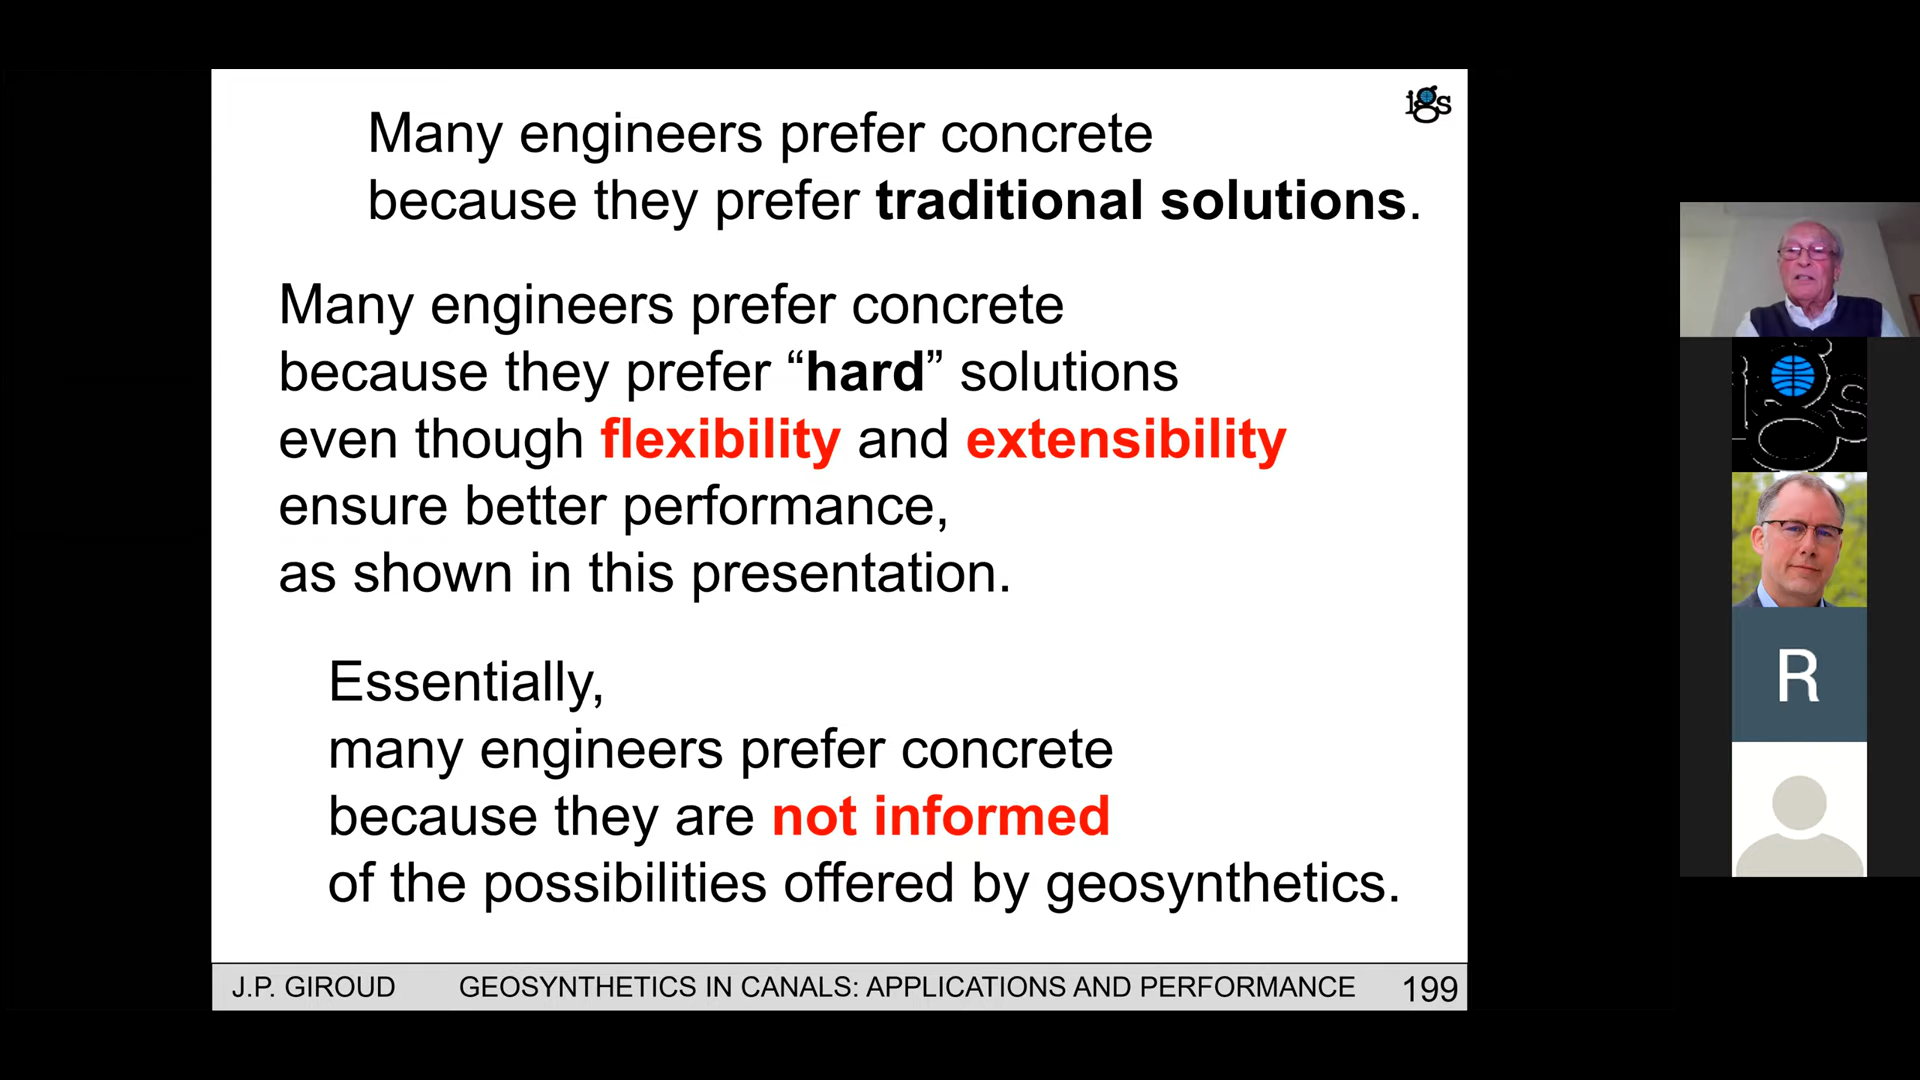 igs
Many engineers prefer concrete
because they prefer traditional solutions.
Many engineers prefer concrete
because they prefer “hard” solutions
even though flexibility and extensibility
ensure better performance,
as shown in this presentation.
Essentially,
many engineers prefer concrete
because they are not informed
of the possibilities offered by geosynthetics.
J.P. GIROUD GEOSYNTHETICS IN CANALS: APPLICATIONS AND PERFORMANCE 199
igs
R